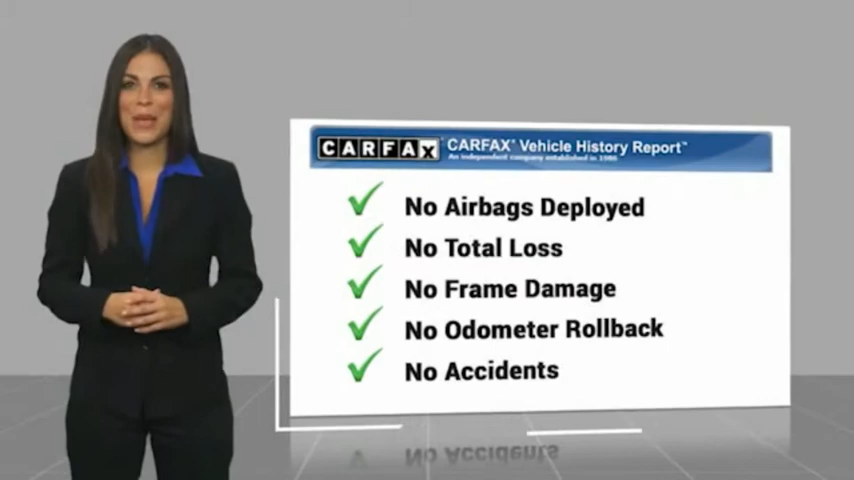 CARFAX CARFAX® Vehicle History Report™
An independent company established in 1986
No Airbags Deployed
No Total Loss
No Frame Damage
No Odometer Rollback
No Accidents
No Accidents